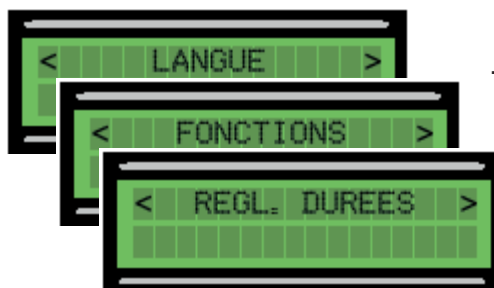 < LANGUE >
< FONCTIONS >
< REGL. DUREES >